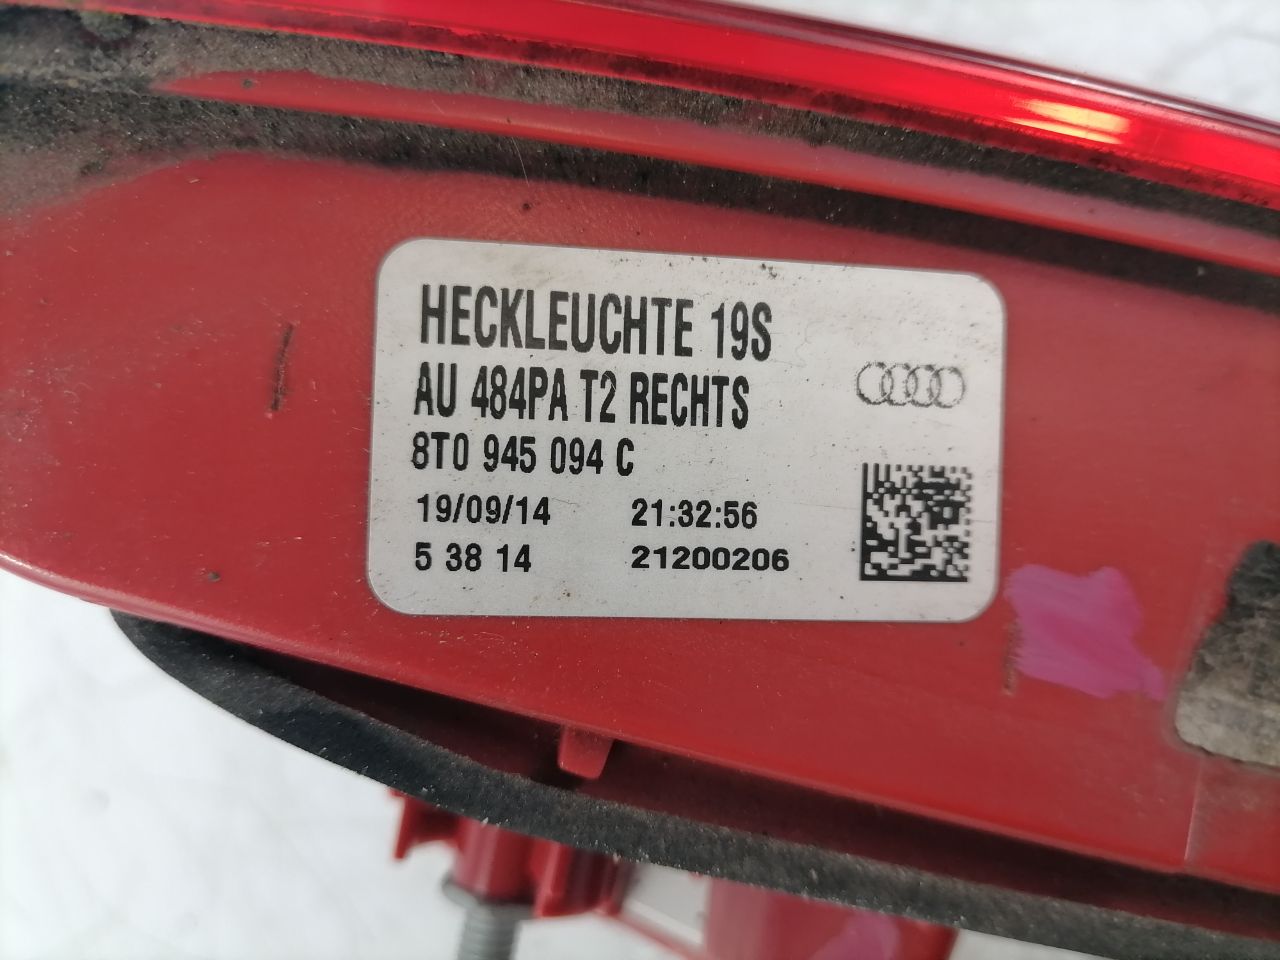 HECKLEUCHTE 19S
AU 484PA T2 RECHTS
8T0 945 094 C
19/09/14 21:32:56
5 38 14 21200206